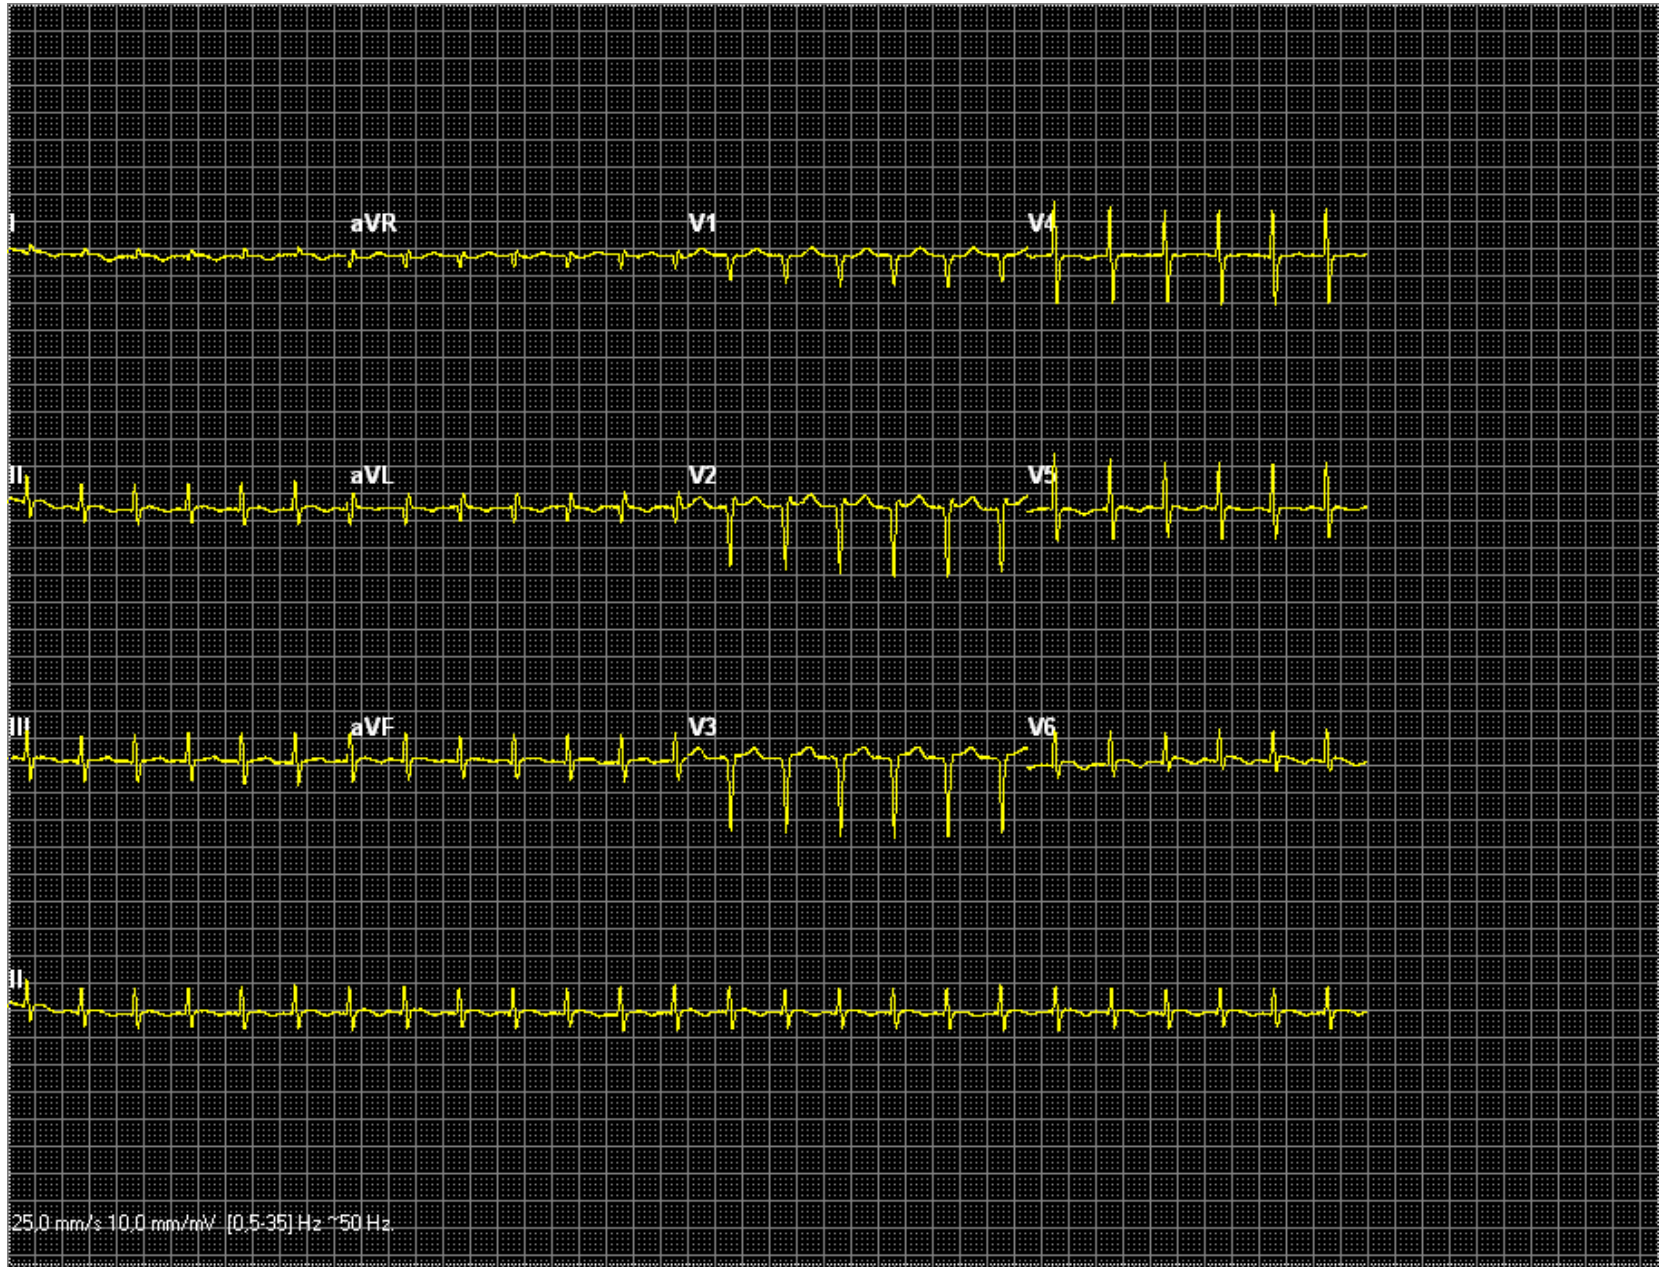 I aVR V1 V4
II aVL V2 V5
III aVF V3 V6
II
25,0 mm/s 10,0 mm/mV [0,5-35] Hz ~50 Hz.